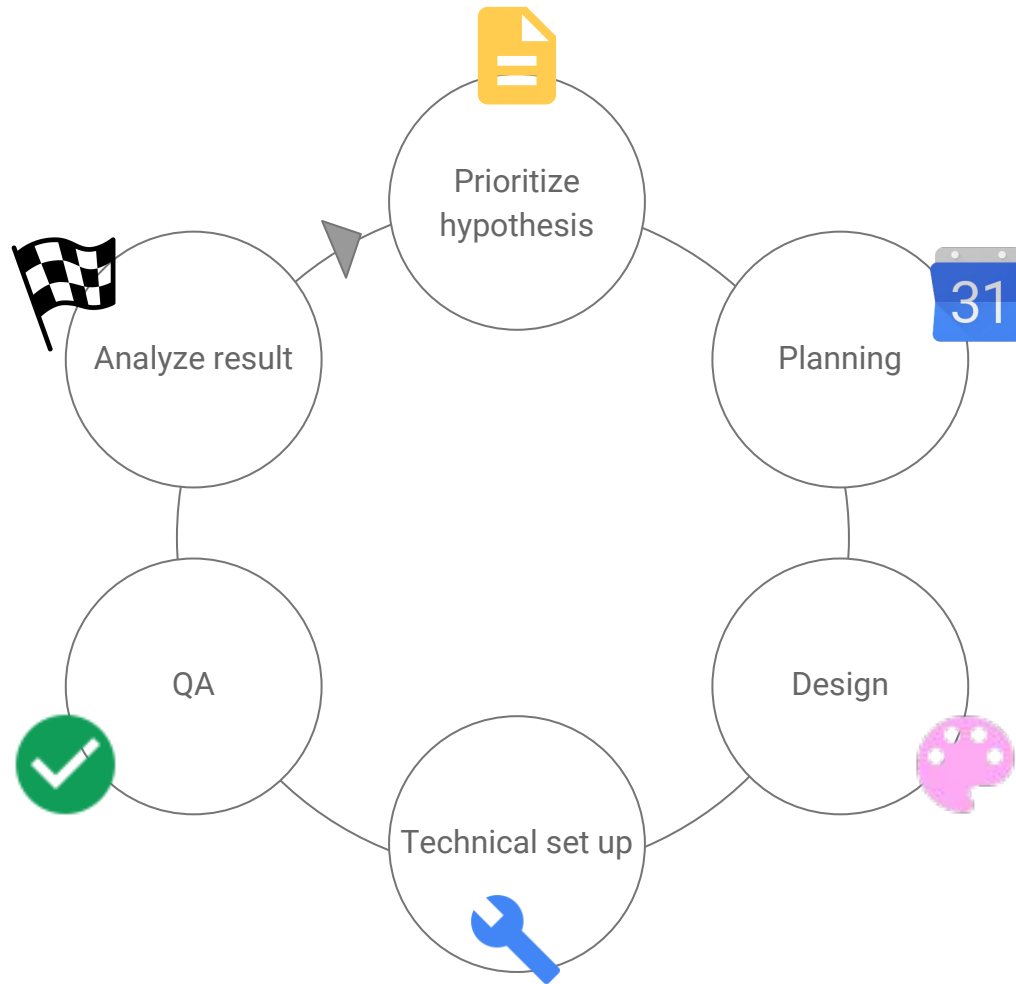 Prioritize
hypothesis
Planning
31
Design
Technical set up
QA
Analyze result